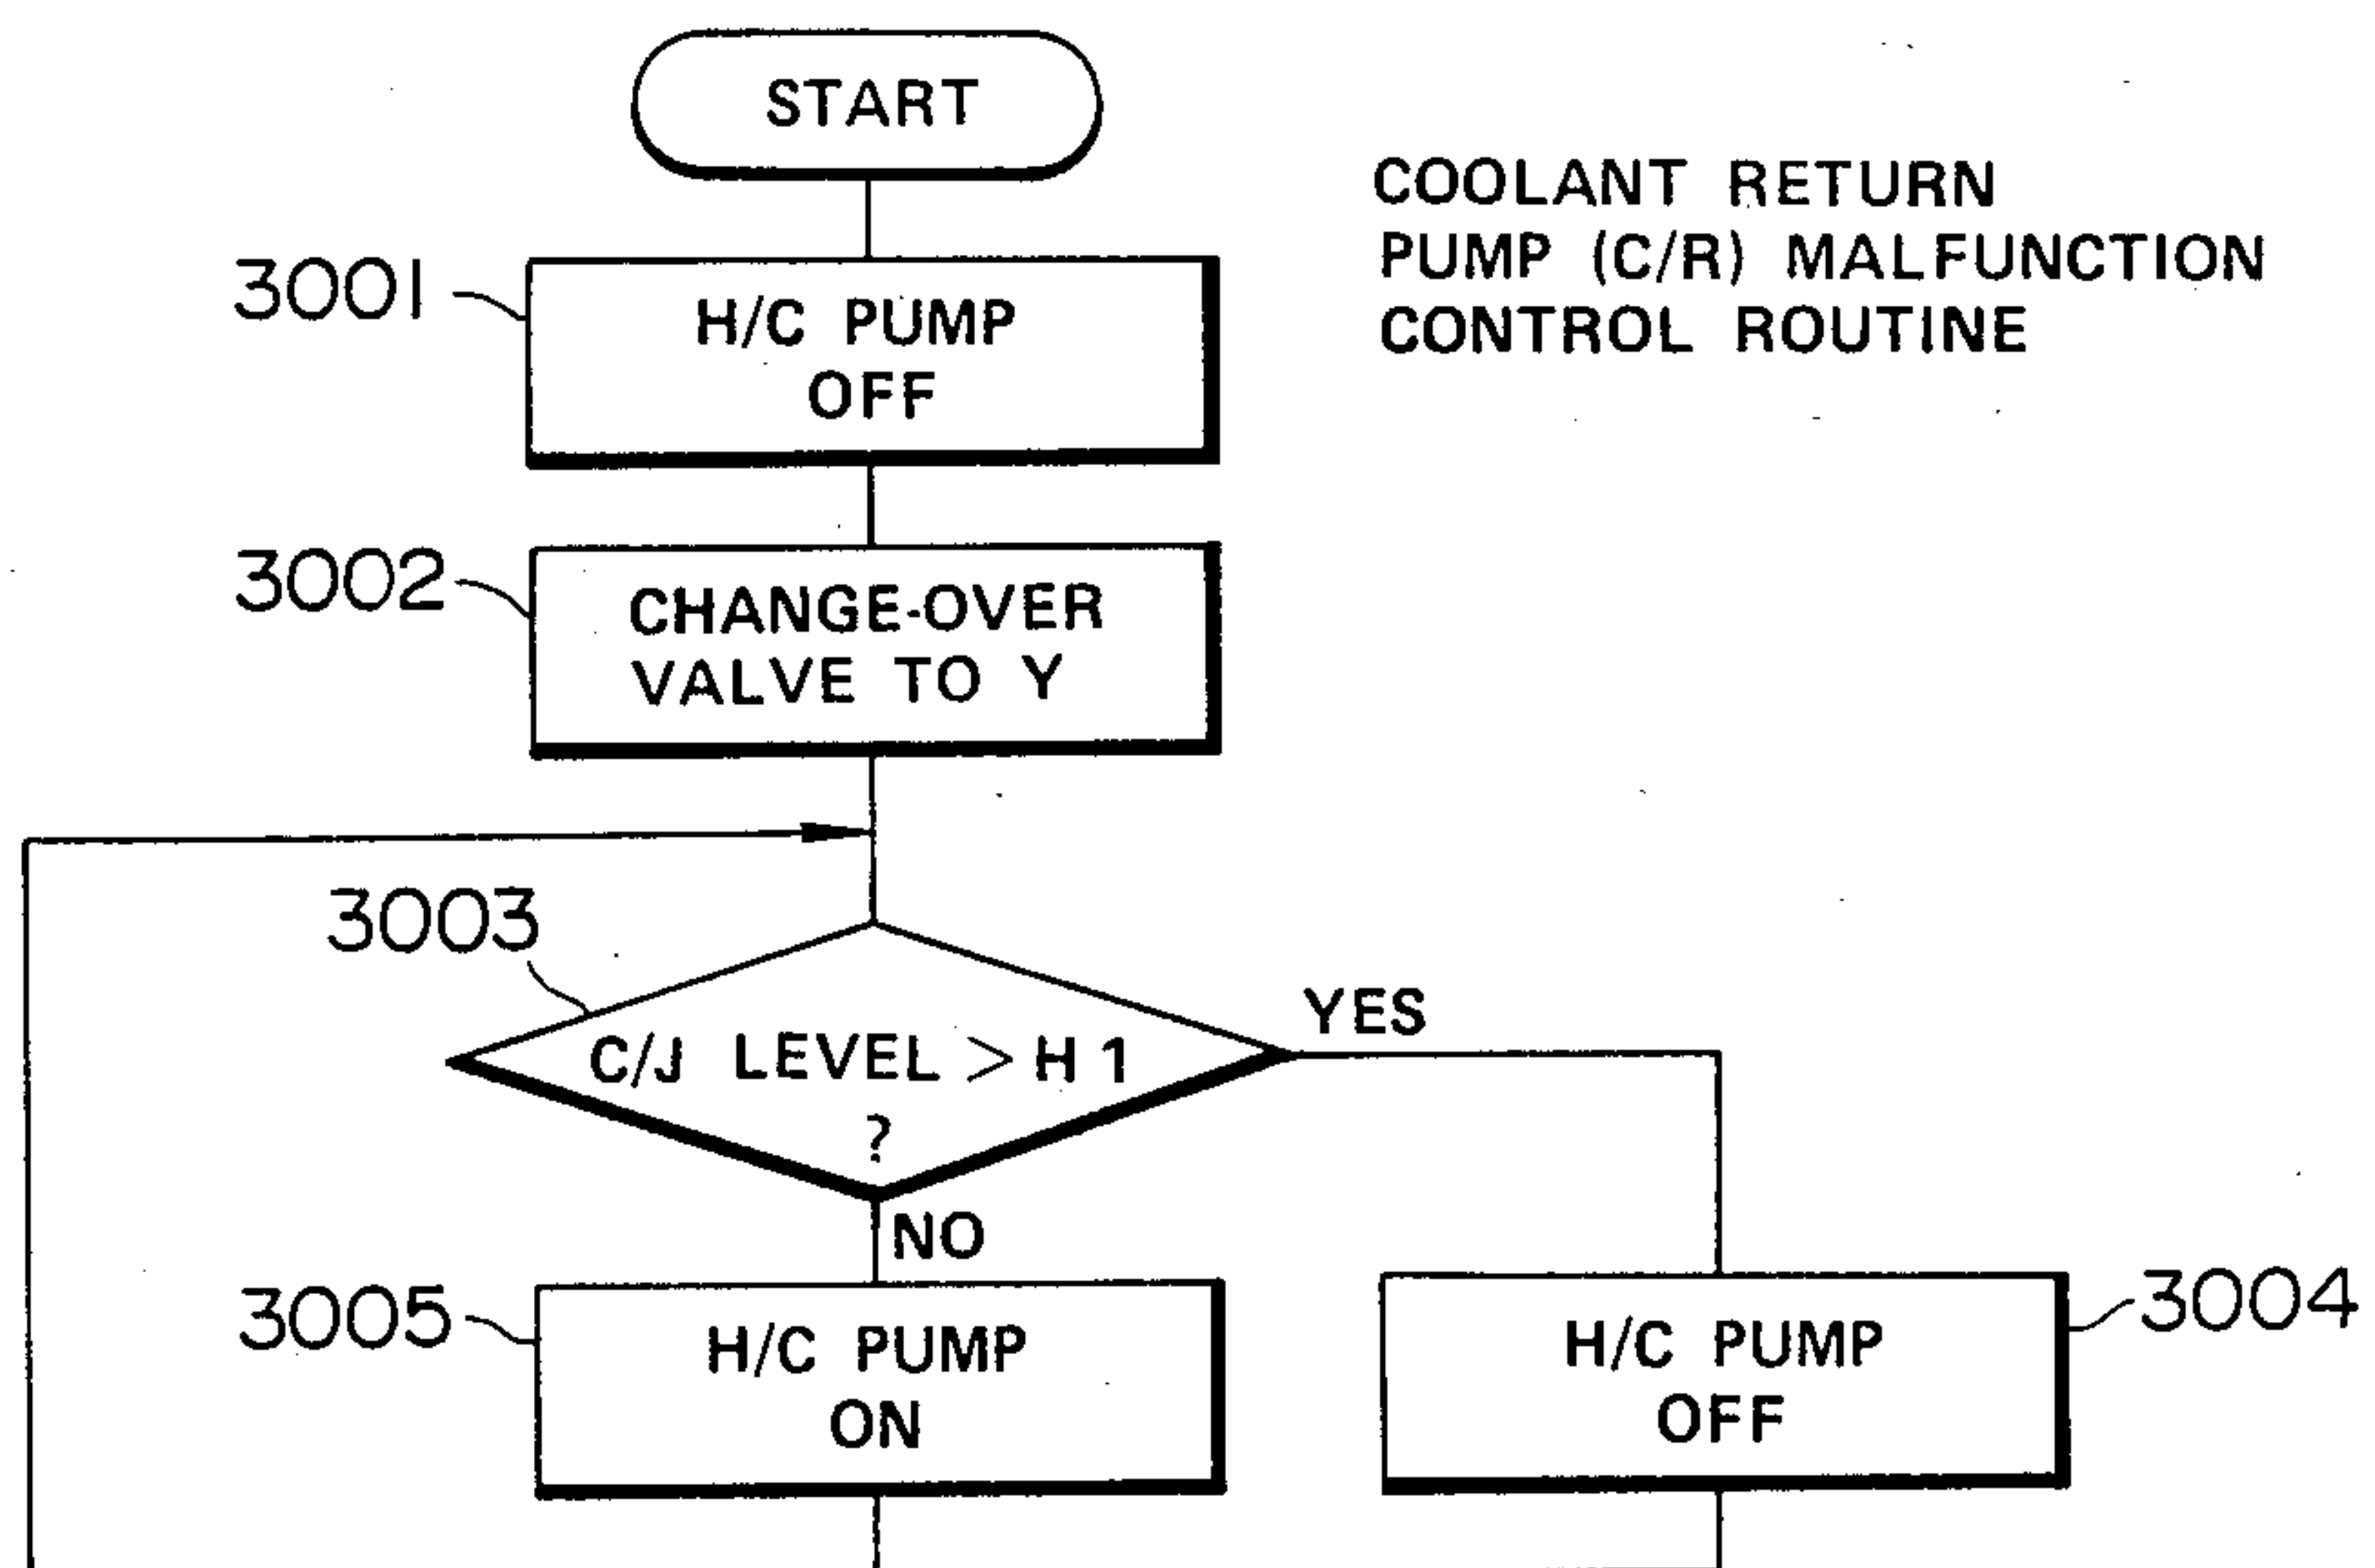 START
COOLANT RETURN
PUMP (C/R) MALFUNCTION
CONTROL ROUTINE
3001
H/C PUMP
OFF
3002
CHANGE-OVER
VALVE TO Y
3003
C/J LEVEL > H1
?
YES
NO
3005
H/C PUMP
ON
H/C PUMP
OFF
3004